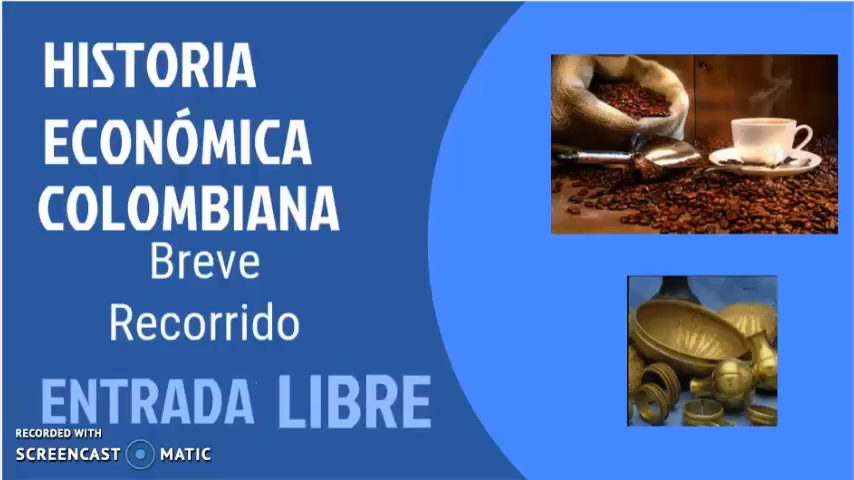 HISTORIA
ECONÓMICA
COLOMBIANA
Breve
Recorrido
ENTRADA LIBRE
RECORDED WITH
SCREENCAST MATIC